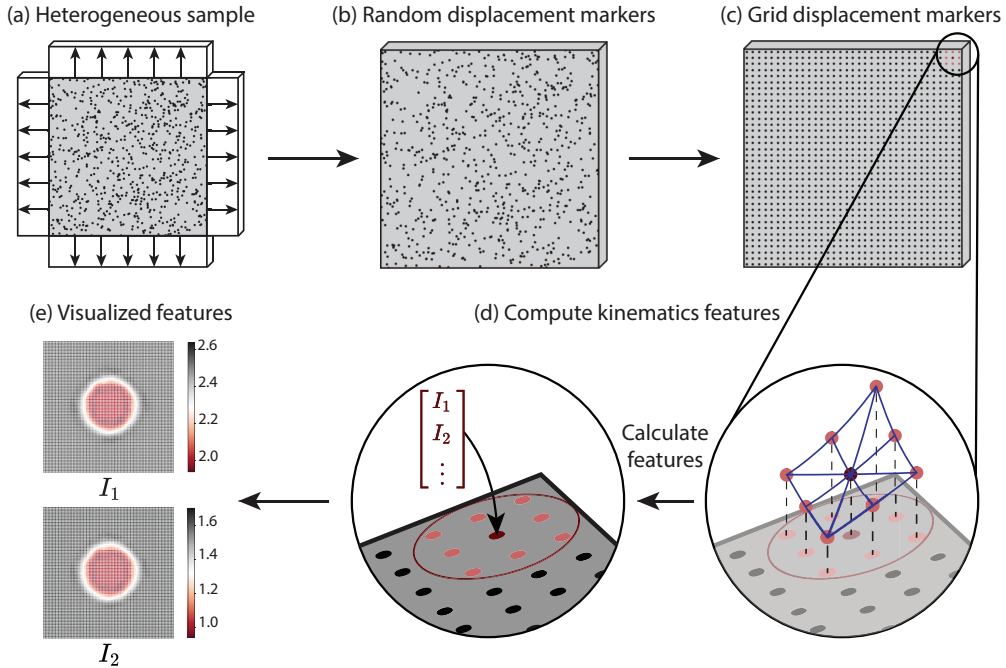 (a) Heterogeneous sample
(b) Random displacement markers
(c) Grid displacement markers
(e) Visualized features
(d) Compute kinematics features
2.6
2.4
2.2
2.0
I₁
1.6
1.4
1.2
1.0
I₂
I₁
I₂
⋮
Calculate
features